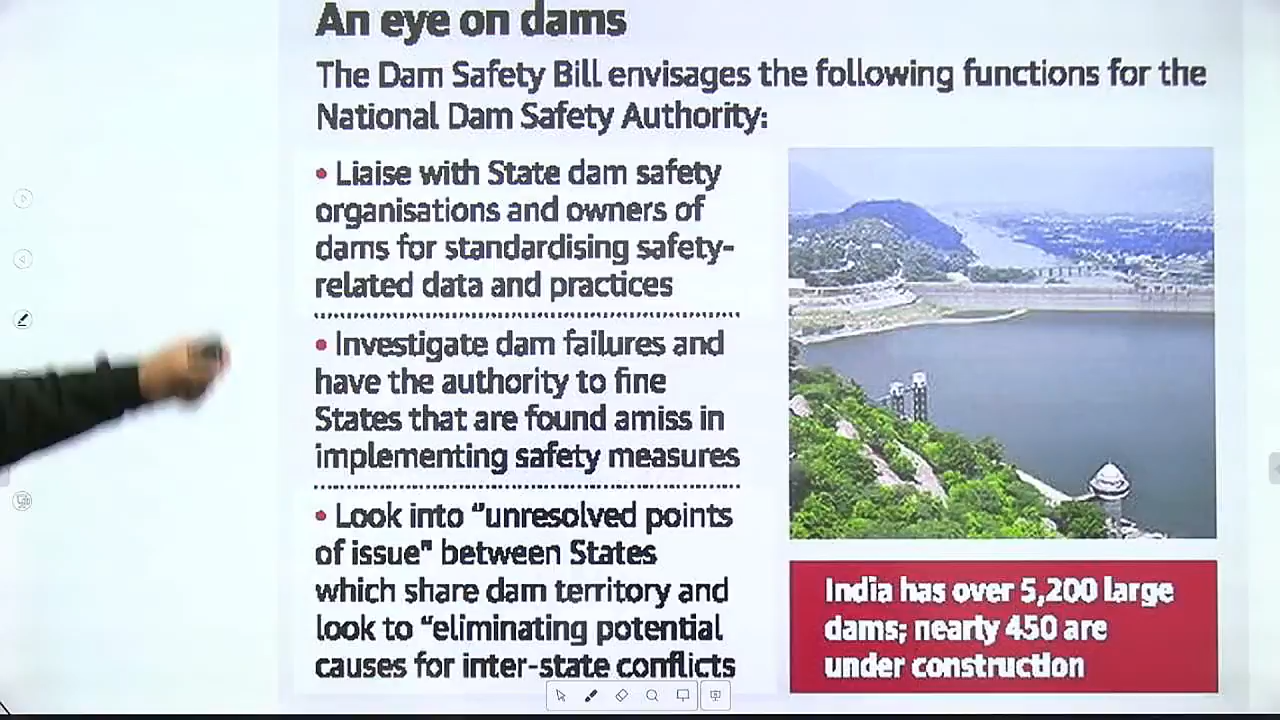 An eye on dams
The Dam Safety Bill envisages the following functions for the
National Dam Safety Authority:
• Liaise with State dam safety
organisations and owners of
dams for standardising safety-
related data and practices
• Investigate dam failures and
have the authority to fine
States that are found amiss in
implementing safety measures
• Look into “unresolved points
of issue" between States
which share dam territory and
look to “eliminating potential
causes for inter-state conflicts
India has over 5,200 large
dams; nearly 450 are
under construction